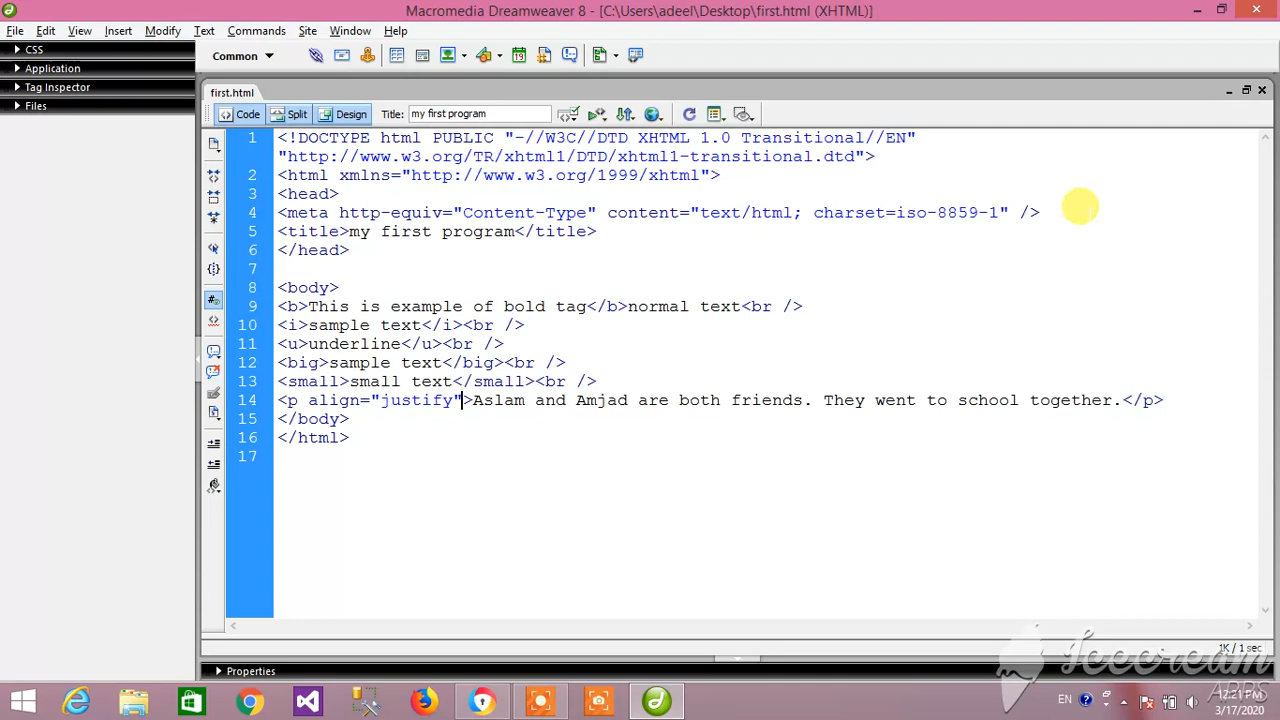 Macromedia Dreamweaver 8 - [C:\Users\adeel\Desktop\first.html (XHTML)]
File Edit View Insert Modify Text Commands Site Window Help
CSS
Application
Tag Inspector
Files
Common
first.html
Code Split Design Title: my first program
1 <!DOCTYPE html PUBLIC "-//W3C//DTD XHTML 1.0 Transitional//EN"
"http://www.w3.org/TR/xhtml1/DTD/xhtml1-transitional.dtd">
2 <html xmlns="http://www.w3.org/1999/xhtml">
3 <head>
4 <meta http-equiv="Content-Type" content="text/html; charset=iso-8859-1" />
5 <title>my first program</title>
6 </head>
7
8 <body>
9 <b>This is example of bold tag</b>normal text<br />
10 <i>sample text</i><br />
11 <u>underline</u><br />
12 <big>sample text</big><br />
13 <small>small text</small><br />
14 <p align="justify">Aslam and Amjad are both friends. They went to school together.</p>
15 </body>
16 </html>
17
1K / 1 sec
Properties
Icecream
APPS
EN
12:21 PM
3/17/2020